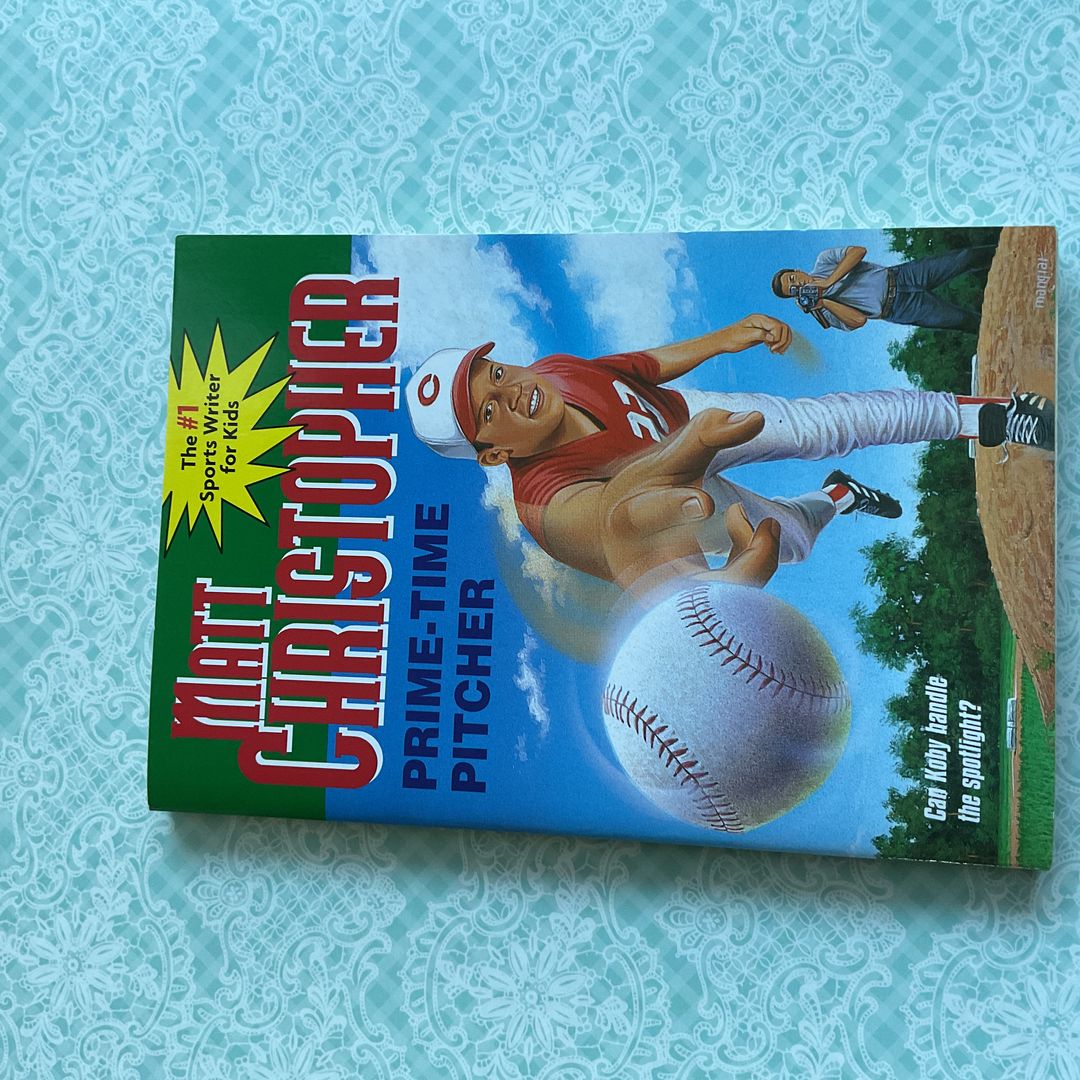 The #1
Sports Writer
for Kids
MATT
CHRISTOPHER
PRIME-TIME
PITCHER
C
Can Koby handle
the spotlight?